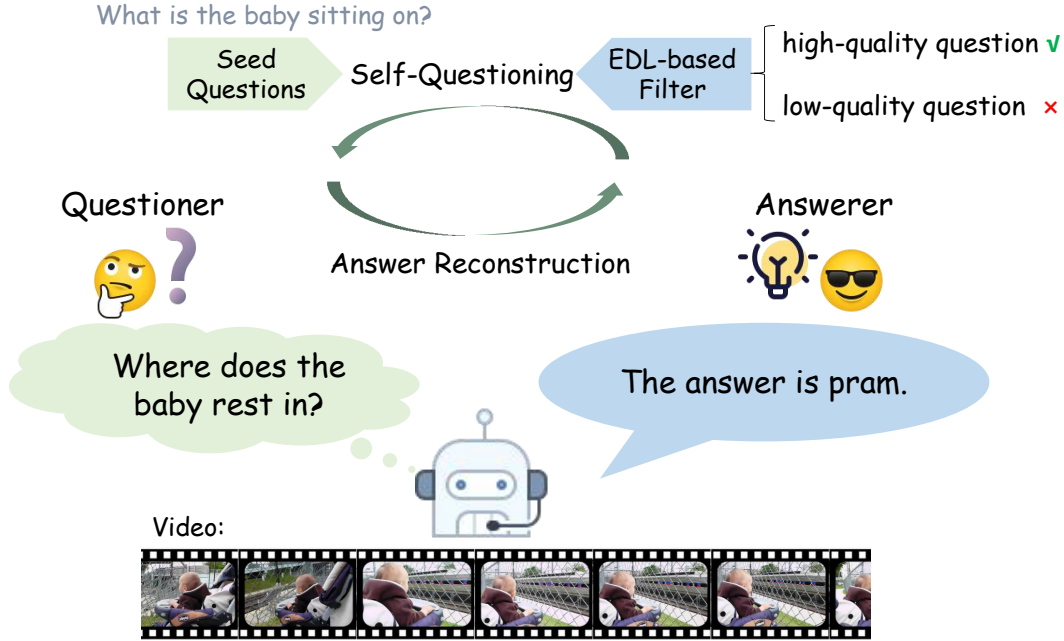 What is the baby sitting on?
Seed
Questions
Self-Questioning
EDL-based
Filter
high-quality question √
low-quality question ×
Questioner
Answerer
Answer Reconstruction
Where does the
baby rest in?
The answer is pram.
Video: